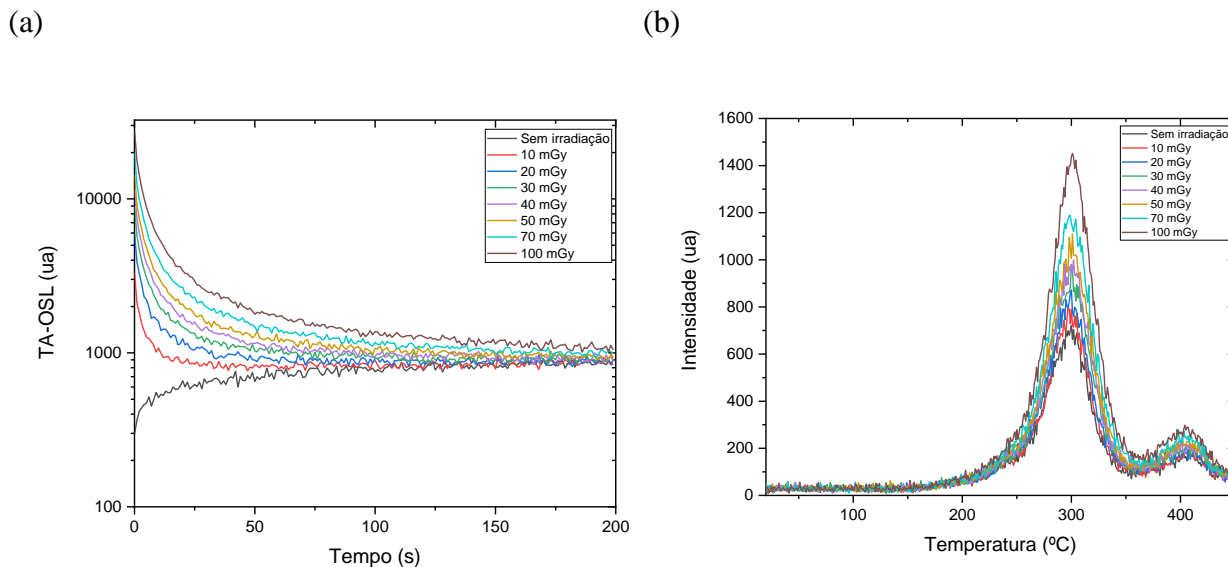 (a)
(b)
TA-OSL (ua)
10000
1000
100
Sem irradiação
10 mGy
20 mGy
30 mGy
40 mGy
50 mGy
70 mGy
100 mGy
0
50
100
150
200
Tempo (s)
Intensidade (ua)
1600
1400
1200
1000
800
600
400
200
0
Sem irradiação
10 mGy
20 mGy
30 mGy
40 mGy
50 mGy
70 mGy
100 mGy
100
200
300
400
Temperatura (ºC)